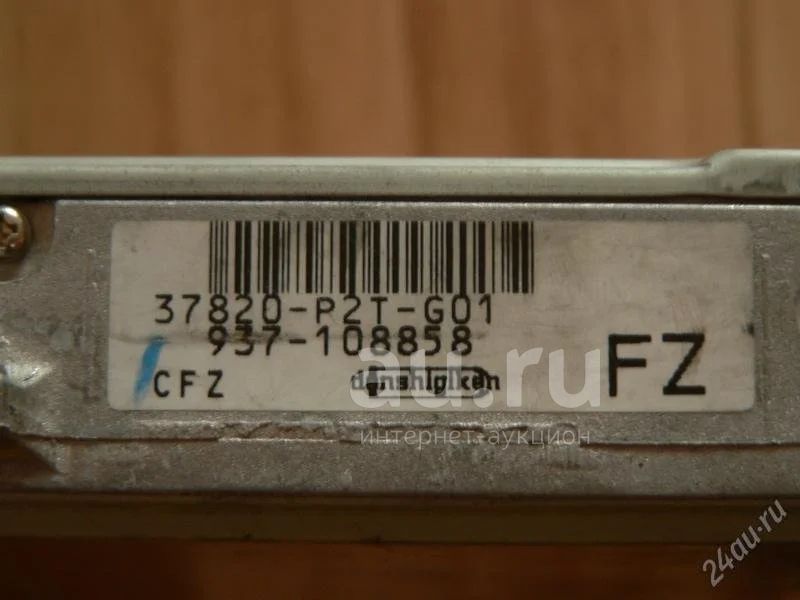 37820-P2T-G01
937-108858
CFZ denshigiken FZ
au.ru
интернет-аукцион
24au.ru